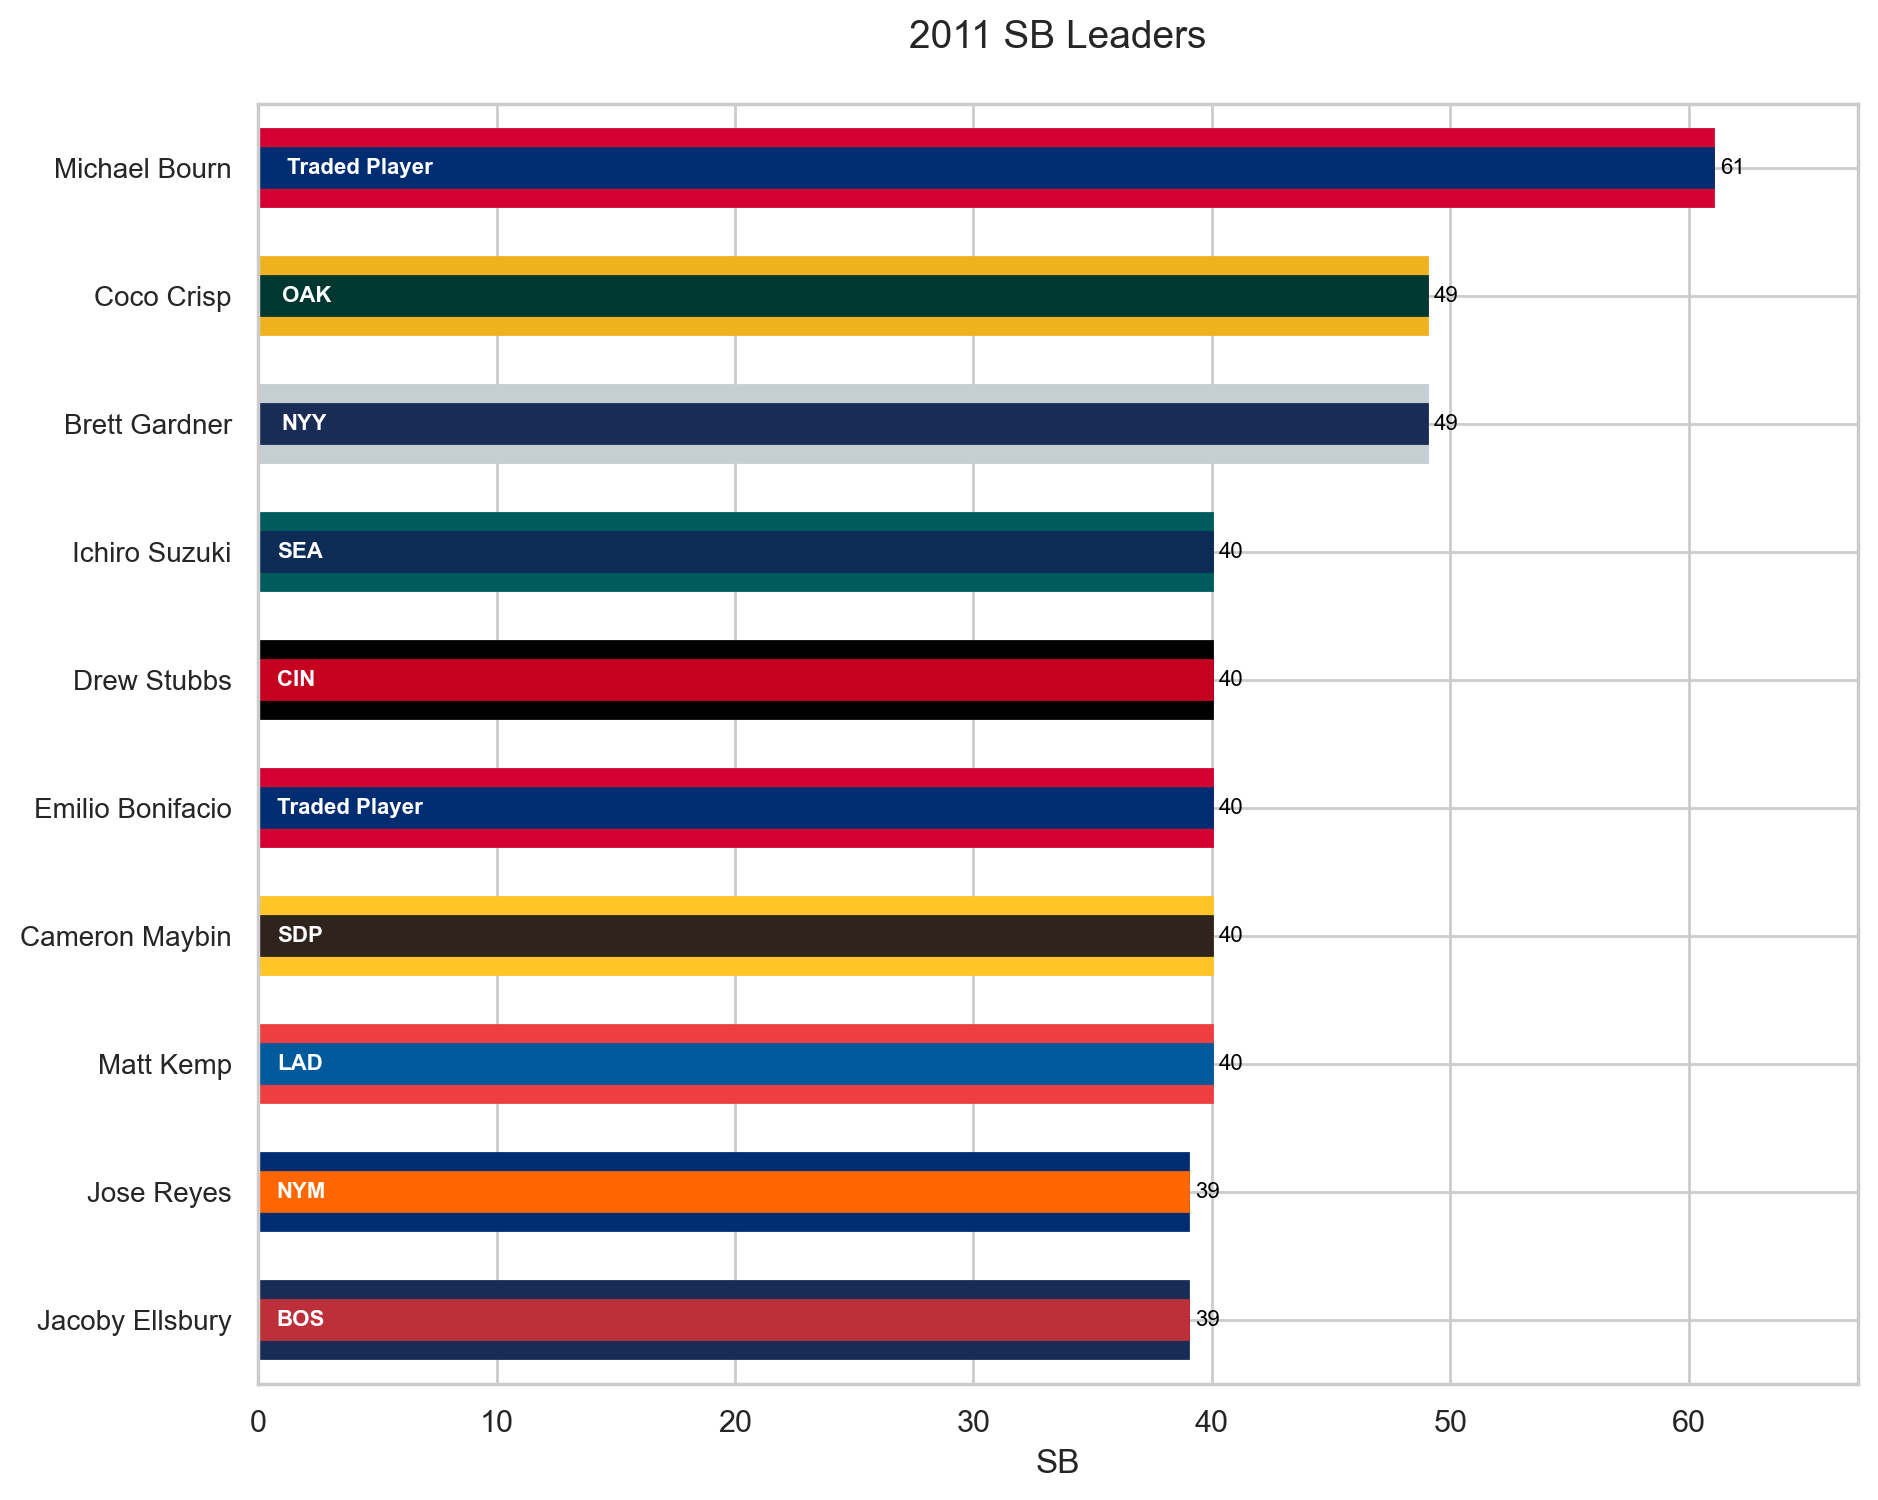 2011 SB Leaders
Michael Bourn Traded Player 61
Coco Crisp OAK 49
Brett Gardner NYY 49
Ichiro Suzuki SEA 40
Drew Stubbs CIN 40
Emilio Bonifacio Traded Player 40
Cameron Maybin SDP 40
Matt Kemp LAD 40
Jose Reyes NYM 39
Jacoby Ellsbury BOS 39
0 10 20 30 40 50 60
SB